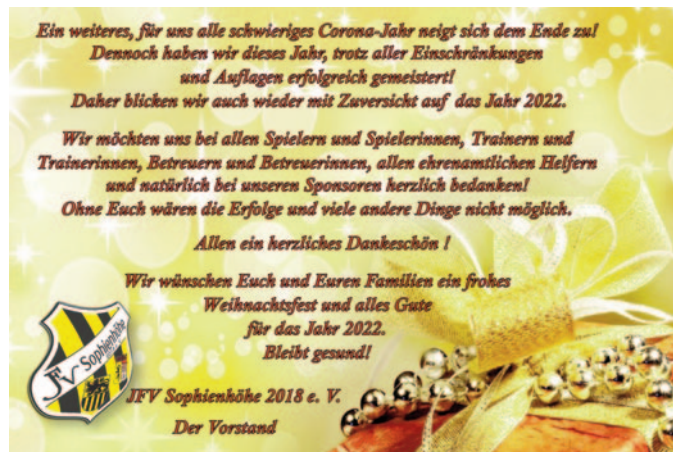 Ein weiteres, für uns alle schwieriges Corona-Jahr neigt sich dem Ende zu!
Dennoch haben wir dieses Jahr, trotz aller Einschränkungen
und Auflagen erfolgreich gemeistert!
Daher blicken wir auch wieder mit Zuversicht auf das Jahr 2022.
Wir möchten uns bei allen Spielern und Spielerinnen, Trainern und
Trainerinnen, Betreuern und Betreuerinnen, allen ehrenamtlichen Helfern
und natürlich bei unseren Sponsoren herzlich bedanken!
Ohne Euch wären die Erfolge und viele andere Dinge nicht möglich.
Allen ein herzliches Dankeschön !
Wir wünschen Euch und Euren Familien ein frohes
Weihnachtsfest und alles Gute
für das Jahr 2022.
Bleibt gesund!
JFV Sophienhöhe
JFV Sophienhöhe 2018 e. V.
Der Vorstand